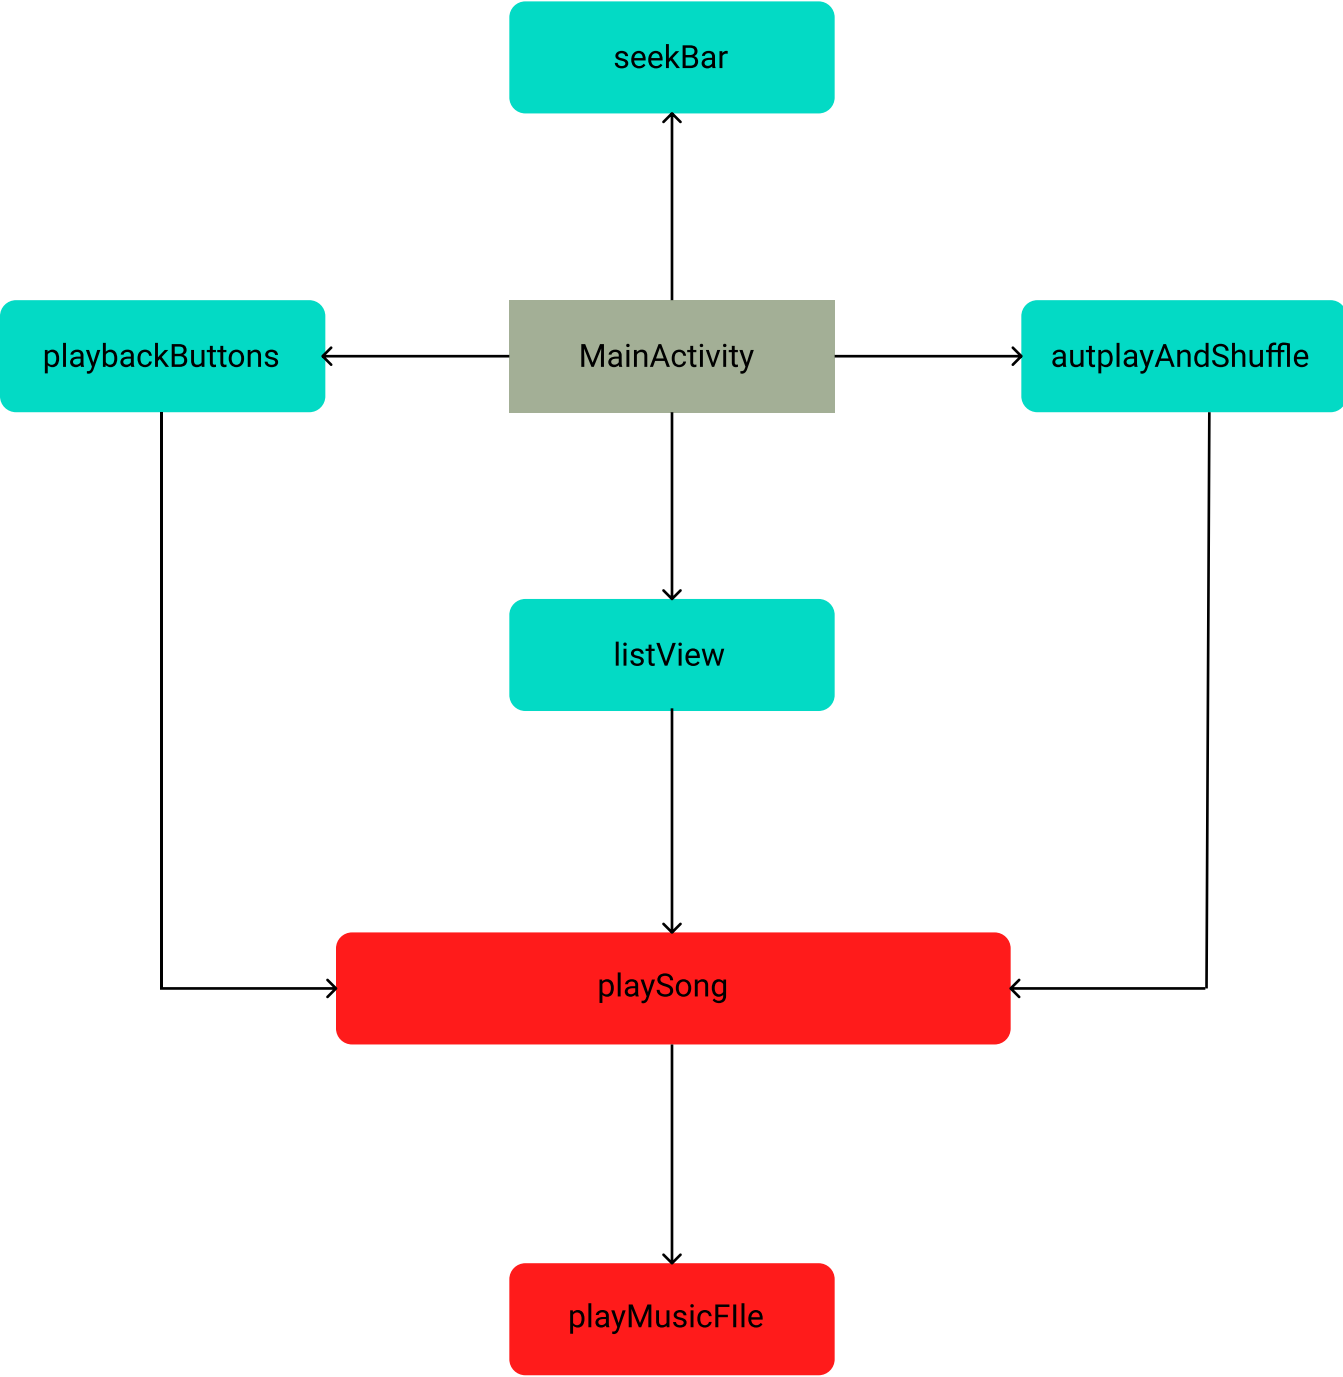 seekBar
playbackButtons
MainActivity
autplayAndShuffle
listView
playSong
playMusicFIle